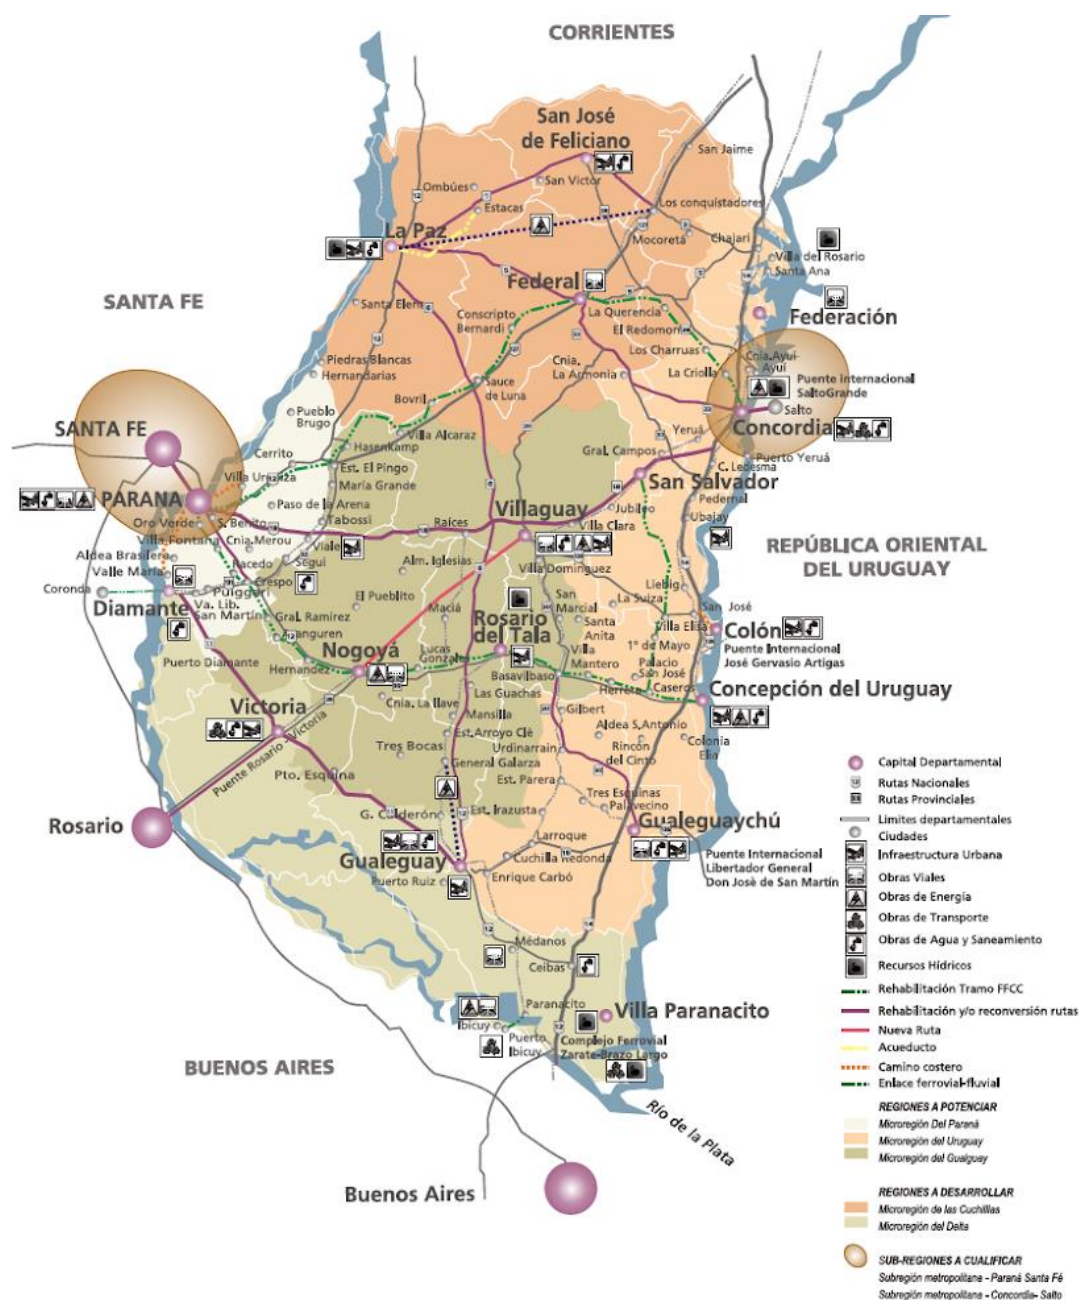 CORRIENTES
San José
de Feliciano
San Jaime
Ombúes
San Victor
Estacas
Los conquistadores
La Paz
Mocoretá
Chajari
Villa del Rosario
Santa Ana
SANTA FE
Federal
Santa Elena
Conscripto
Bernardi
La Querencia
El Redomon
Federación
Los Charruas
Cnia. Ayui-
Ayuí
Piedras Blancas
Hernandarias
Cnia.
La Armonia
La Criolla
Puente Internacional
SaltoGrande
Sauce
de Luna
Bovril
Salto
Concordia
Pueblo
Brugo
SANTA FE
Villa Alcaraz
Yeruá
Hasenkamp
Cerrito
Gral. Campos
Puerto Yeruá
Est. El Pingo
C. Ledesma
Villa Urquiza
María Grande
San Salvador
PARANA
Paso de la Arena
Pedernal
Oro Verde
S. Benito
Tabossi
Raíces
Villaguay
Jubileo
Ubajay
Villa Clara
Villa Fontana
Cnia. Merou
Viale
REPÚBLICA ORIENTAL
DEL URUGUAY
Aldea Brasilera
Racedo
Segui
Alm. Iglesias
Villa Dominguez
Valle María
Crespo
Liebig
Coronda
Puiggari
El Pueblito
Diamante
Va. Lib.
San Martín
Maciá
San
Marcial
La Suiza
San José
Gral. Ramirez
Rosario
del Tala
Santa
Anita
Villa Elisa
Colón
Aranguren
1° de Mayo
Puente Internacional
José Gervasio Artigas
Nogoyá
Lucas
Gonzalez
Villa
Mantero
Palacio
San José
Puerto Diamante
Hernandez
Basavilbaso
Caseros
Concepción del Uruguay
Las Guachas
Herrera
Victoria
Cnia. La llave
Mansilla
Gilbert
Est. Arroyo Clé
Aldea S. Antonio
Tres Bocas
Urdinarrain
Rincón
del Cinto
Colonia
Elia
Puente Rosario - Victoria
General Galarza
Pto. Esquina
Est. Parera
Tres Esquinas
Palavecino
Rosario
G. Calderón
Est. Irazusta
Gualeguaychú
Larroque
Gualeguay
Cuchilla Redonda
Puente Internacional
Libertador General
Don Josè de San Martín
Puerto Ruiz
Enrique Carbó
Médanos
Ceibas
Paranacito
Villa Paranacito
Ibicuy
Puerto
Ibicuy
Complejo Ferrovial
Zarate-Brazo Largo
BUENOS AIRES
Río de la Plata
Buenos Aires
Capital Departamental
Rutas Nacionales
Rutas Provinciales
Limites departamentales
Ciudades
Infraestructura Urbana
Obras Viales
Obras de Energía
Obras de Transporte
Obras de Agua y Saneamiento
Recursos Hídricos
Rehabilitación Tramo FFCC
Rehabilitación y/o reconversión rutas
Nueva Ruta
Acueducto
Camino costero
Enlace ferrovial-fluvial
REGIONES A POTENCIAR
Microregión Del Paraná
Microregión del Uruguay
Microregión del Gualguay
REGIONES A DESARROLLAR
Microregión de las Cuchillas
Microregión del Delta
SUB-REGIONES A CUALIFICAR
Subregión metropolitana - Paraná Santa Fé
Subregión metropolitana - Concordia- Salto